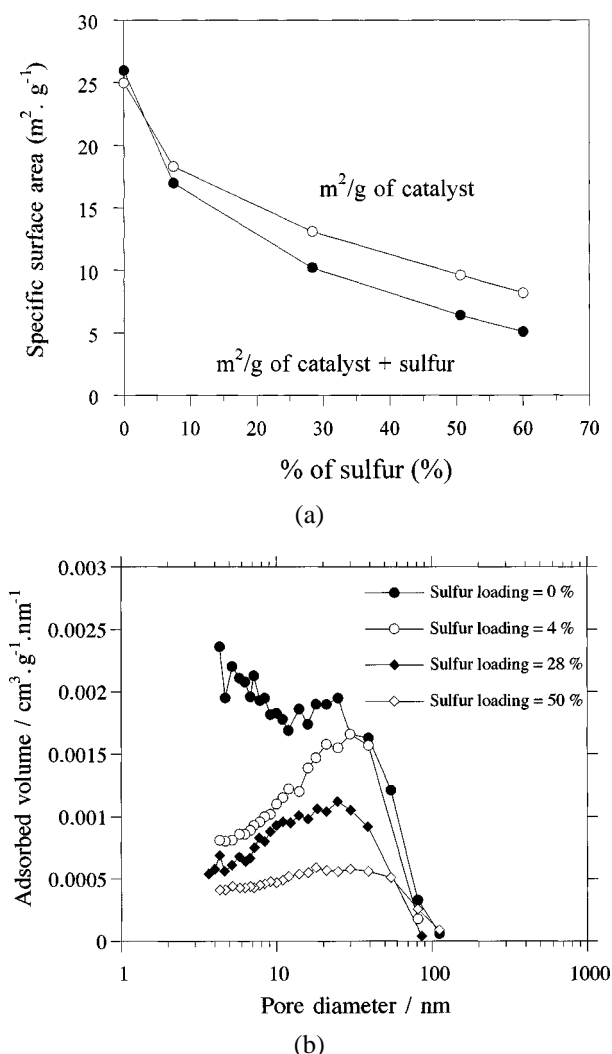 30
25
20
15
10
5
0
Specific surface area (m². g⁻¹)
m²/g of catalyst
m²/g of catalyst + sulfur
0 10 20 30 40 50 60 70
% of sulfur (%)
(a)
0.003
0.0025
0.002
0.0015
0.001
0.0005
0
Adsorbed volume / cm³.g⁻¹.nm⁻¹
Sulfur loading = 0 %
Sulfur loading = 4 %
Sulfur loading = 28 %
Sulfur loading = 50 %
1 10 100 1000
Pore diameter / nm
(b)